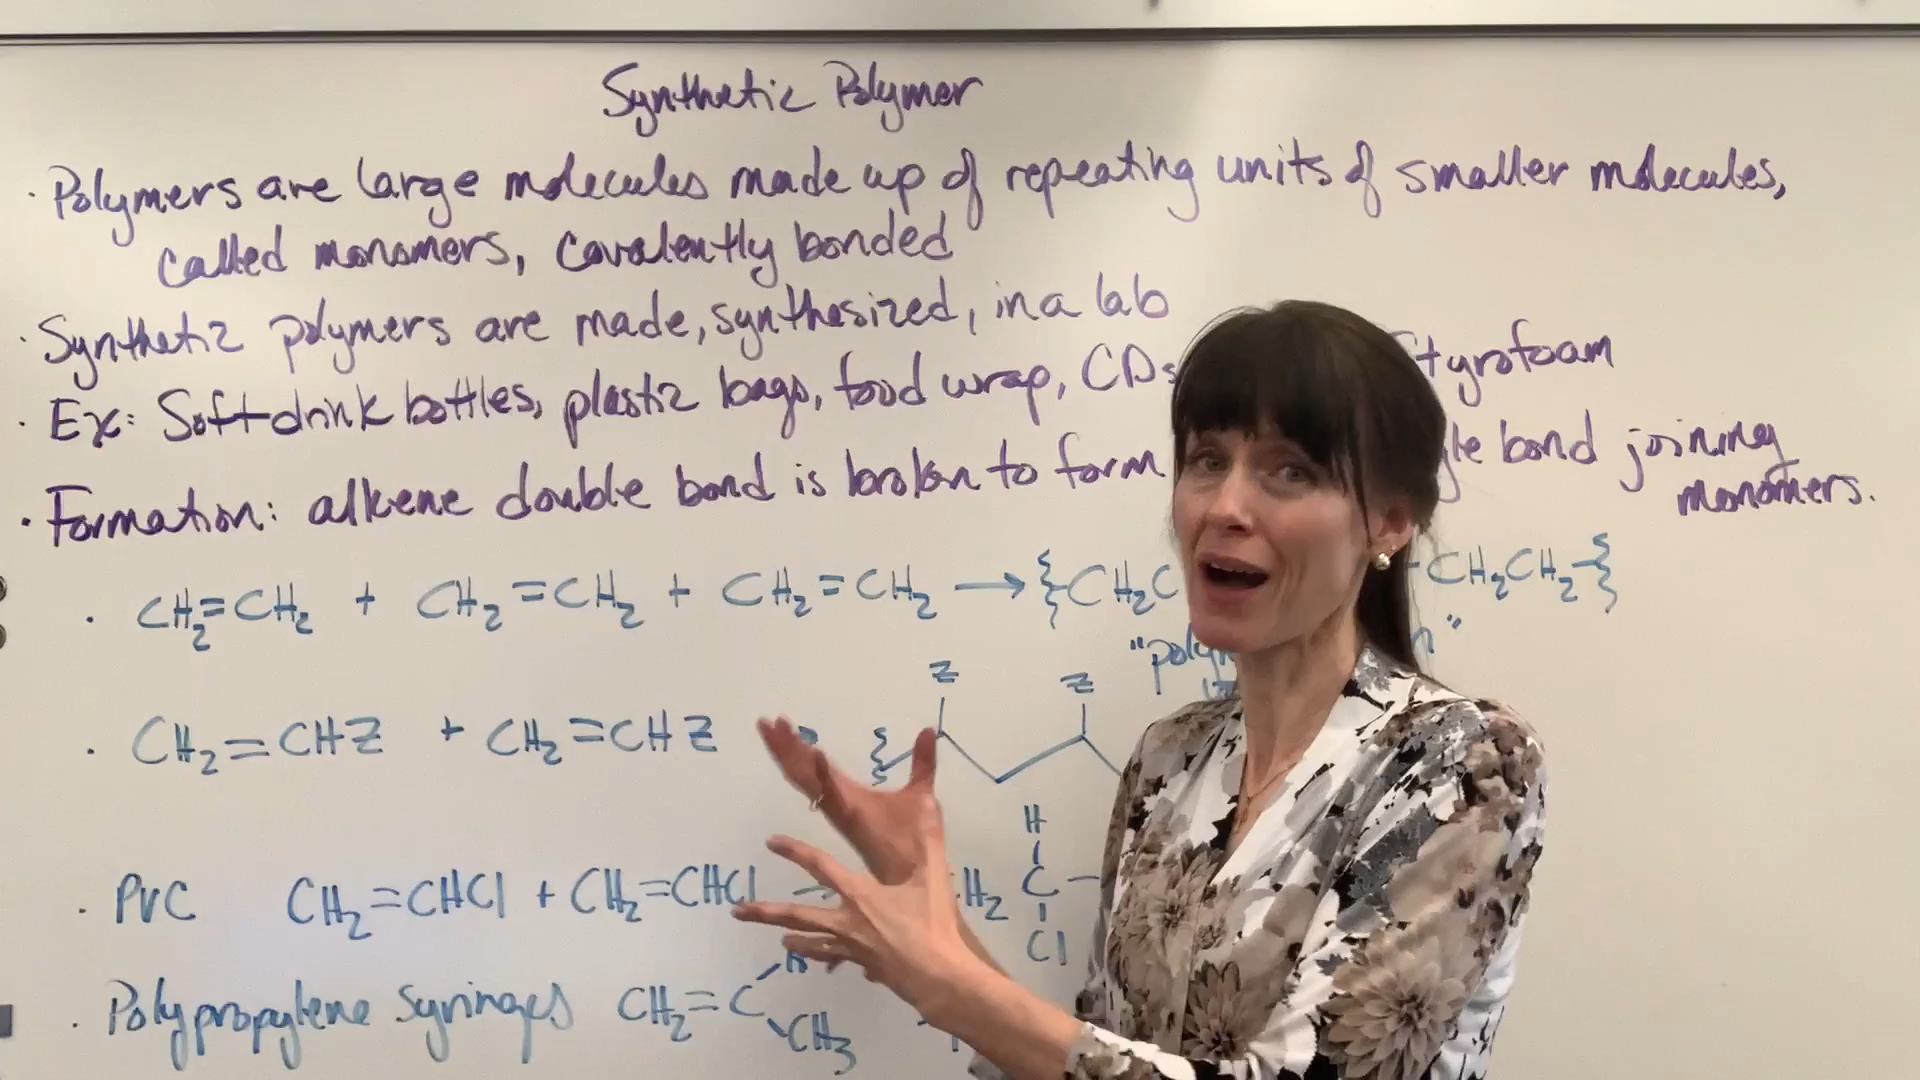 Synthetic Polymer
· Polymers are large molecules made up of repeating units of smaller molecules,
called monomers, covalently bonded
· Synthetic polymers are made, synthesized, in a lab
· Ex: Soft drink bottles, plastic bags, food wrap, CDs Styrofoam
· Formation: alkene double bond is broken to form bond joining
monomers.
· CH₂=CH₂ + CH₂=CH₂ + CH₂=CH₂ → CH₂C -CH₂CH₂-
Z Z
· CH₂=CHZ + CH₂=CHZ →
· PVC CH₂=CHCl + CH₂=CHCl → H₂ C -
H
Cl
· Polypropylene Syringes CH₂=C
H
CH₃